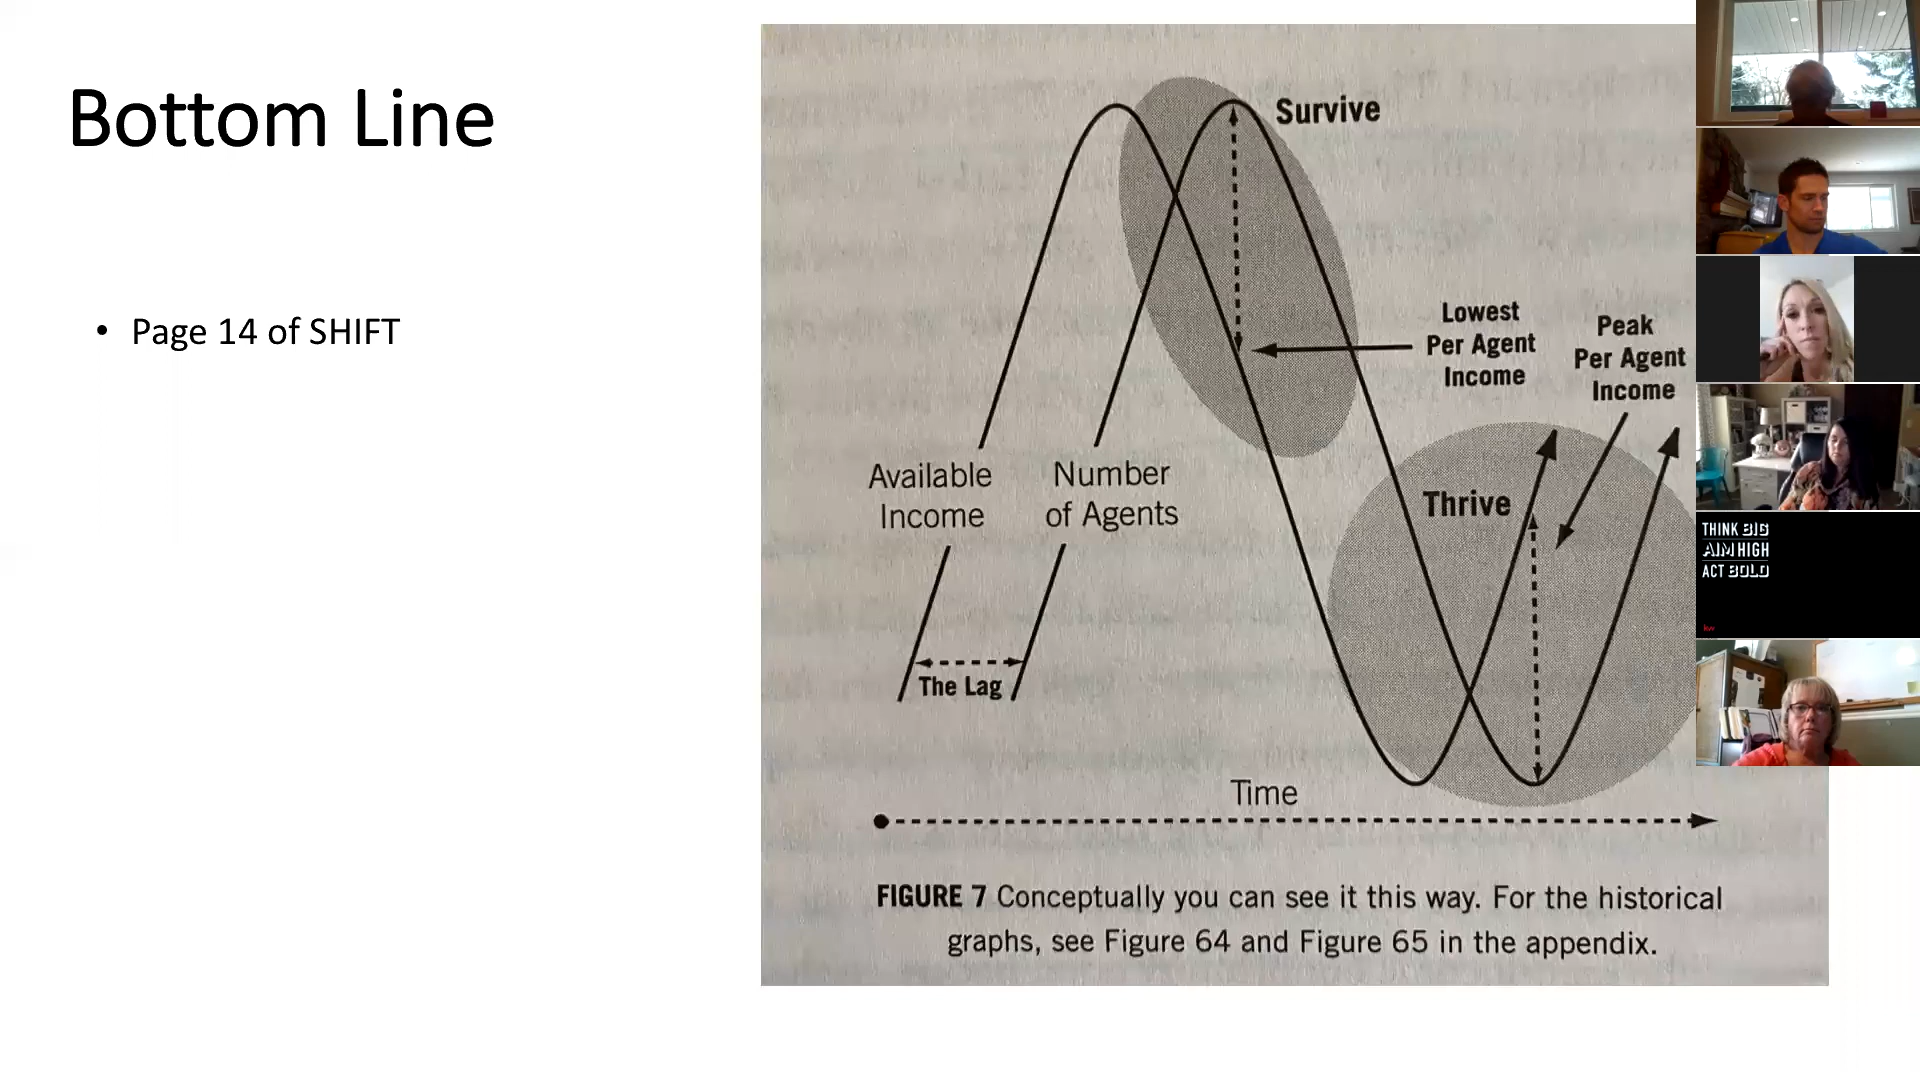 Bottom Line
• Page 14 of SHIFT
Survive
Lowest
Per Agent
Income
Peak
Per Agent
Income
Available
Income
Number
of Agents
Thrive
The Lag
Time
FIGURE 7 Conceptually you can see it this way. For the historical
graphs, see Figure 64 and Figure 65 in the appendix.
THINK BIG
AIM HIGH
ACT BOLD
kw